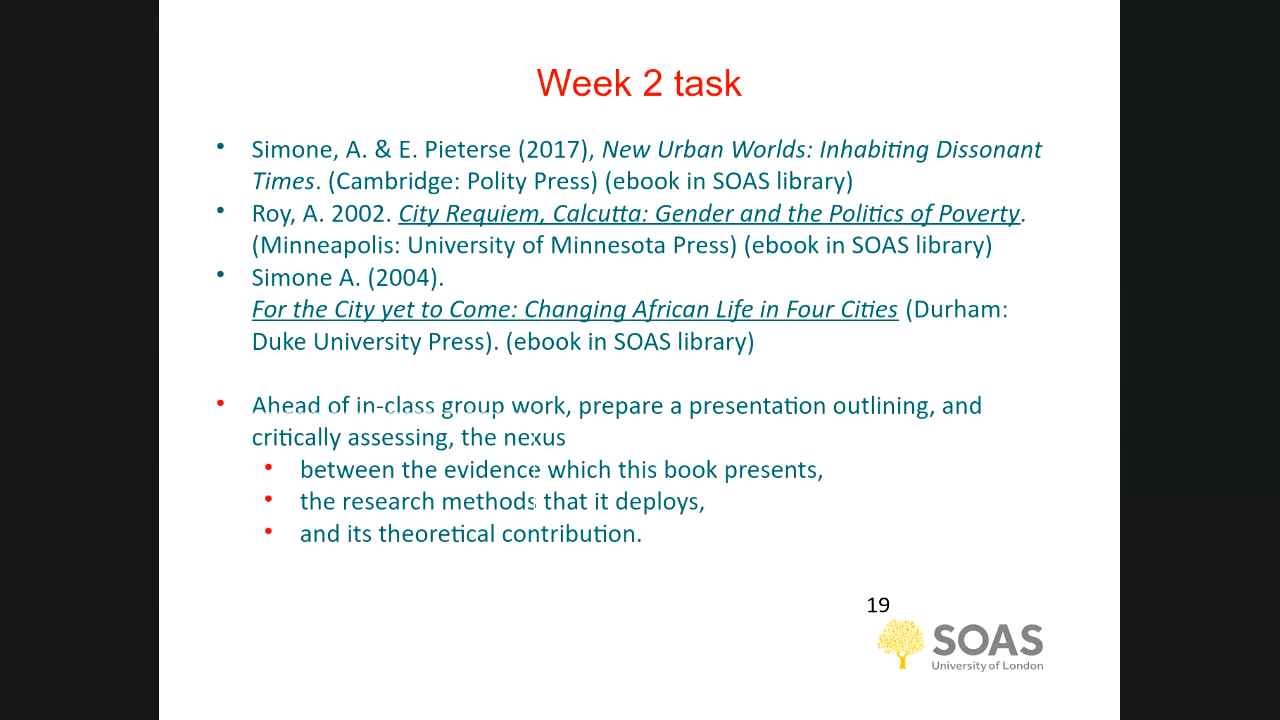 Week 2 task
• Simone, A. & E. Pieterse (2017), New Urban Worlds: Inhabiting Dissonant
Times. (Cambridge: Polity Press) (ebook in SOAS library)
• Roy, A. 2002. City Requiem, Calcutta: Gender and the Politics of Poverty.
(Minneapolis: University of Minnesota Press) (ebook in SOAS library)
• Simone A. (2004).
For the City yet to Come: Changing African Life in Four Cities (Durham:
Duke University Press). (ebook in SOAS library)
• Ahead of in-class group work, prepare a presentation outlining, and
critically assessing, the nexus
• between the evidence which this book presents,
• the research methods that it deploys,
• and its theoretical contribution.
19
SOAS
University of London